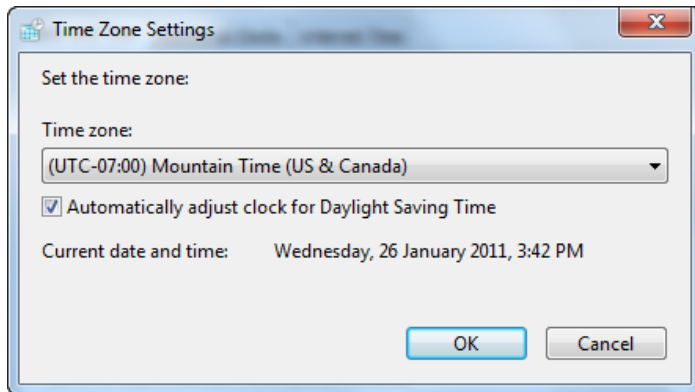 Time Zone Settings
Set the time zone:
Time zone:
(UTC-07:00) Mountain Time (US & Canada)
Automatically adjust clock for Daylight Saving Time
Current date and time: Wednesday, 26 January 2011, 3:42 PM
OK Cancel